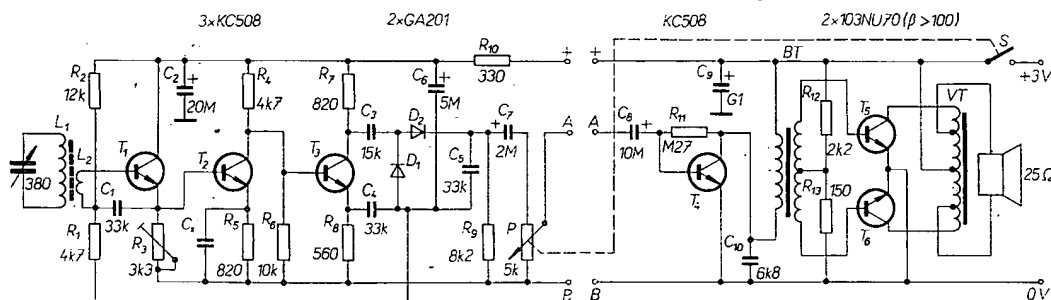 3×KC508
2×GA201
KC508
2×103NU70 (β>100)
R2
12k
C2
+
20M
R4
4k7
R7
820
C6
+
5M
R10
330
+
+
C9
+
G1
BT
S
+3V
L1
L2
380
T1
T2
T3
C3
15k
D2
D1
C7
+
2M
A
A
C8
+
10M
R11
M27
T4
R12
2k2
T5
VT
25Ω
C1
33k
C4
33k
C5
33k
R13
150
T6
R1
4k7
R3
3k3
Cx
R5
820
R6
10k
R8
560
R9
8k2
P
5k
C10
6k8
B
B
0V